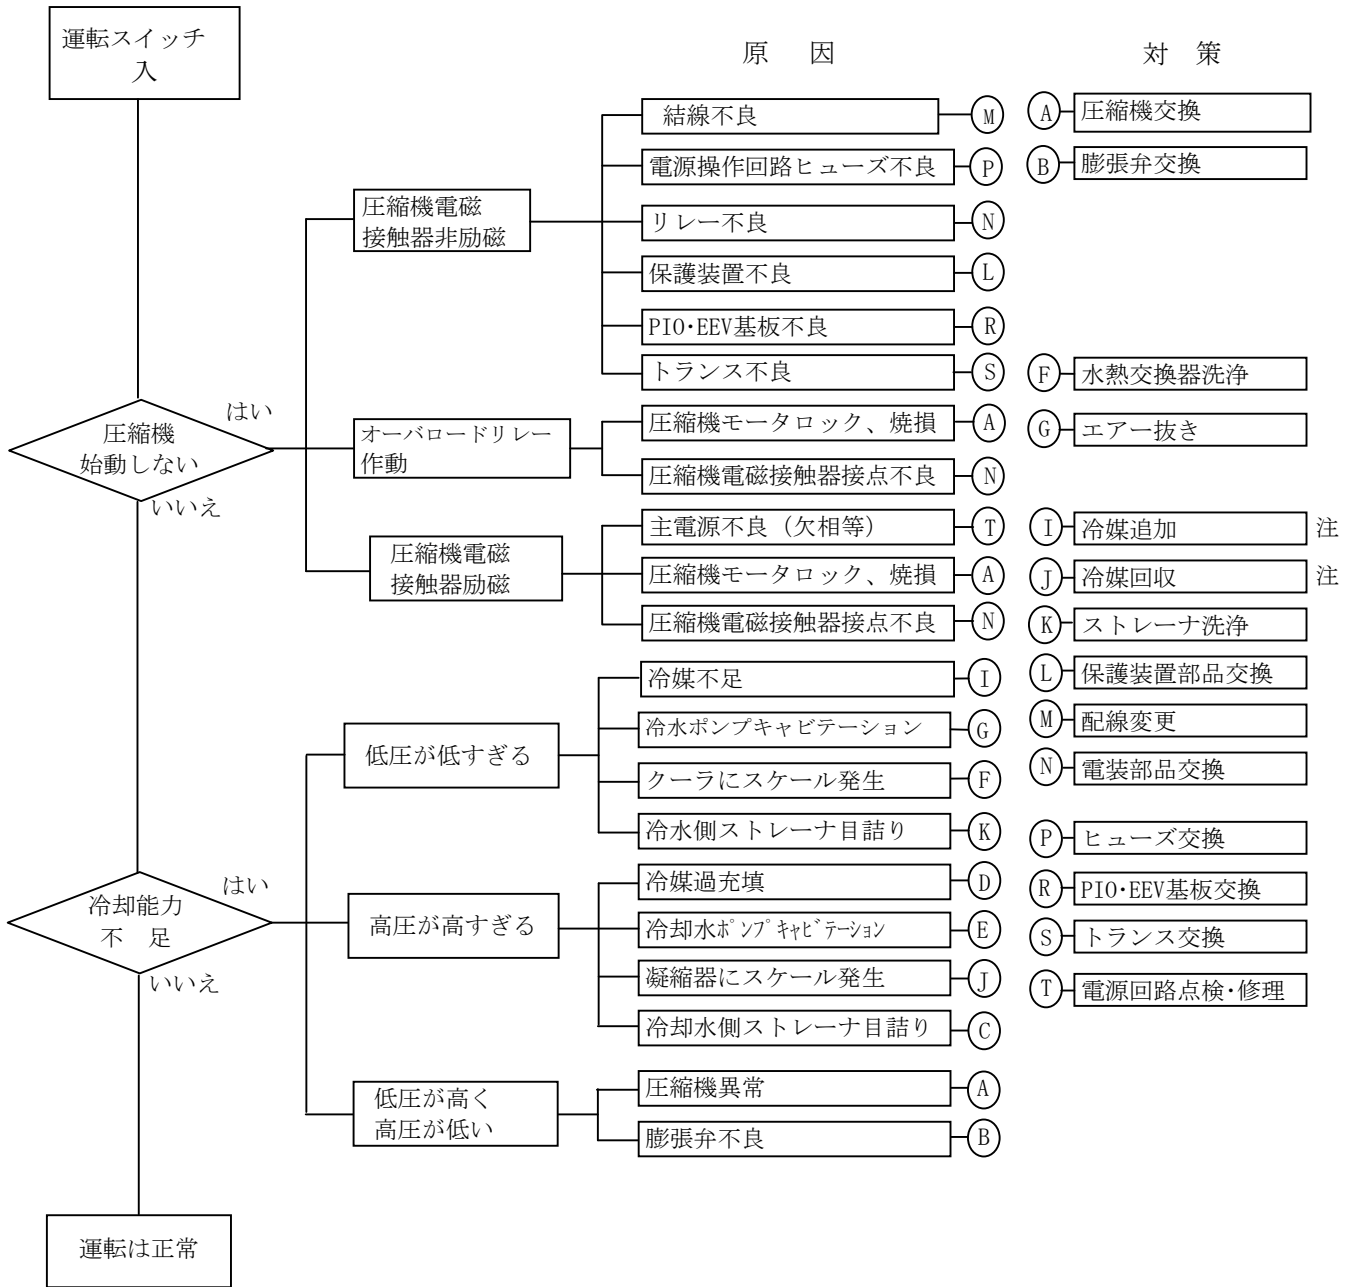 運転スイッチ
入
原 因
対 策
結線不良 M
電源操作回路ヒューズ不良 P
リレー不良 N
保護装置不良 L
PIO･EEV基板不良 R
トランス不良 S
圧縮機電磁
接触器非励磁
圧縮機
始動しない
はい
いいえ
オーバロードリレー
作動
圧縮機モータロック、焼損 A
圧縮機電磁接触器接点不良 N
圧縮機電磁
接触器励磁
主電源不良（欠相等） T
圧縮機モータロック、焼損 A
圧縮機電磁接触器接点不良 N
低圧が低すぎる
冷媒不足 I
冷水ポンプキャビテーション G
クーラにスケール発生 F
冷水側ストレーナ目詰り K
冷却能力
不 足
はい
いいえ
高圧が高すぎる
冷媒過充填 D
冷却水ﾎﾟﾝﾌﾟｷｬﾋﾞﾃｰｼｮﾝ E
凝縮器にスケール発生 J
冷却水側ストレーナ目詰り C
低圧が高く
高圧が低い
圧縮機異常 A
膨張弁不良 B
運転は正常
A 圧縮機交換
B 膨張弁交換
F 水熱交換器洗浄
G エアー抜き
I 冷媒追加 注
J 冷媒回収 注
K ストレーナ洗浄
L 保護装置部品交換
M 配線変更
N 電装部品交換
P ヒューズ交換
R PIO･EEV基板交換
S トランス交換
T 電源回路点検･修理